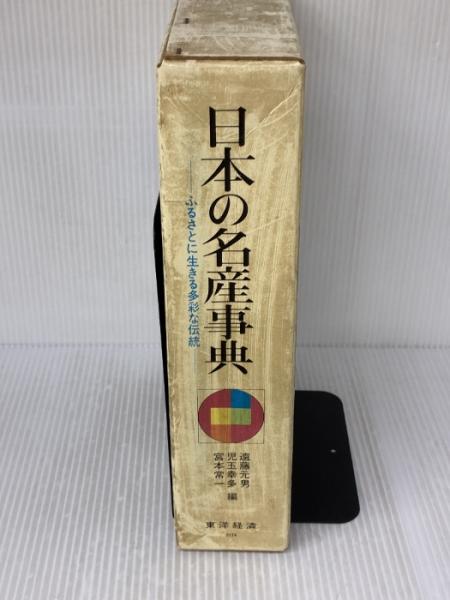 日本の名産事典
ふるさとに生きる多彩な伝統
遠藤元男
児玉幸多 編
宮本常一
東洋経済